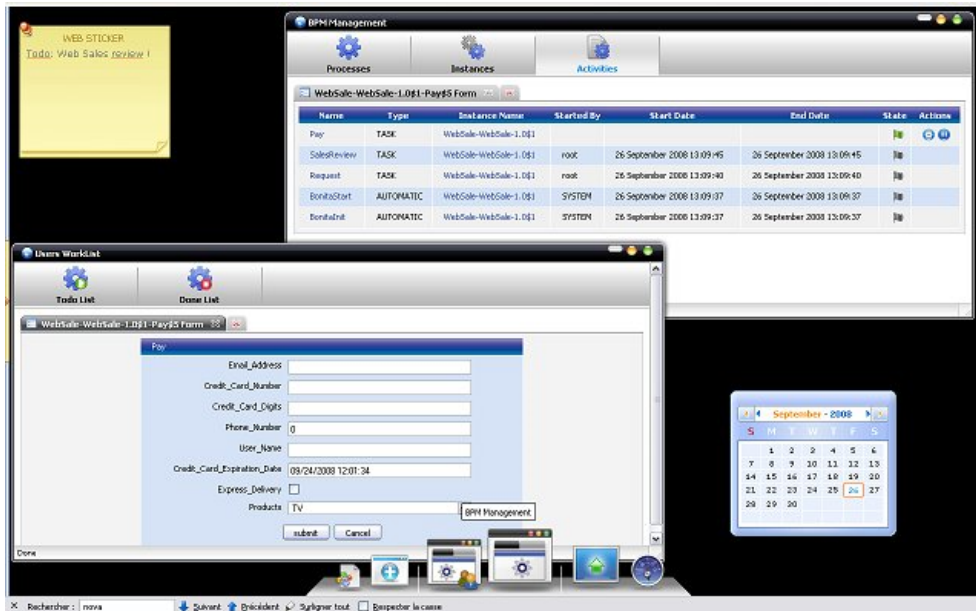 WEB STICKER
Todo: Web Sales review !
BPM Management
Processes
Instances
Activities
WebSale-WebSale-1.0$1-Pay$5 Form
Name Type Instance Name Started By Start Date End Date State Actions
Pay TASK WebSale-WebSale-1.0$1
SalesReview TASK WebSale-WebSale-1.0$1 root 26 September 2008 13:09:45 26 September 2008 13:09:45
Request TASK WebSale-WebSale-1.0$1 root 26 September 2008 13:09:40 26 September 2008 13:09:40
BonitaStart AUTOMATIC WebSale-WebSale-1.0$1 SYSTEM 26 September 2008 13:09:37 26 September 2008 13:09:37
BonitaInit AUTOMATIC WebSale-WebSale-1.0$1 SYSTEM 26 September 2008 13:09:37 26 September 2008 13:09:37
Users WorkList
Todo List
Done List
WebSale-WebSale-1.0$1-Pay$5 Form
Pay
Email_Address
Credit_Card_Number
Credit_Card_Digits
Phone_Number 0
User_Name
Credit_Card_Expiration_Date 09/24/2008 12:01:34
Express_Delivery
Products TV
BPM Management
submit Cancel
Done
September - 2008
S M T W T F S
1 2 3 4 5 6
7 8 9 10 11 12 13
14 15 16 17 18 19 20
21 22 23 24 25 26 27
28 29 30
Rechercher : nova Suivant Précédent Surligner tout Respecter la casse